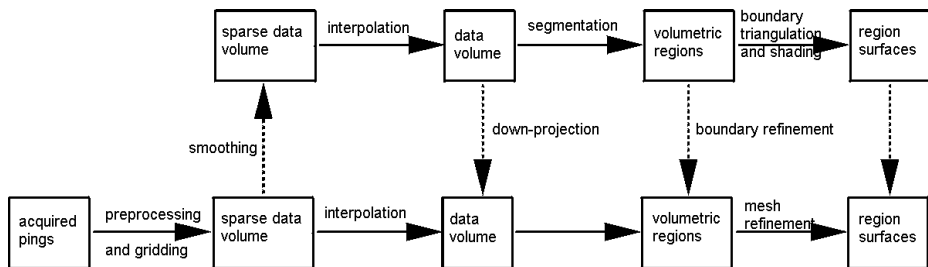 sparse data
volume
interpolation
data
volume
segmentation
volumetric
regions
boundary
triangulation
and shading
region
surfaces
smoothing
down-projection
boundary refinement
acquired
pings
preprocessing
and gridding
sparse data
volume
interpolation
data
volume
volumetric
regions
mesh
refinement
region
surfaces